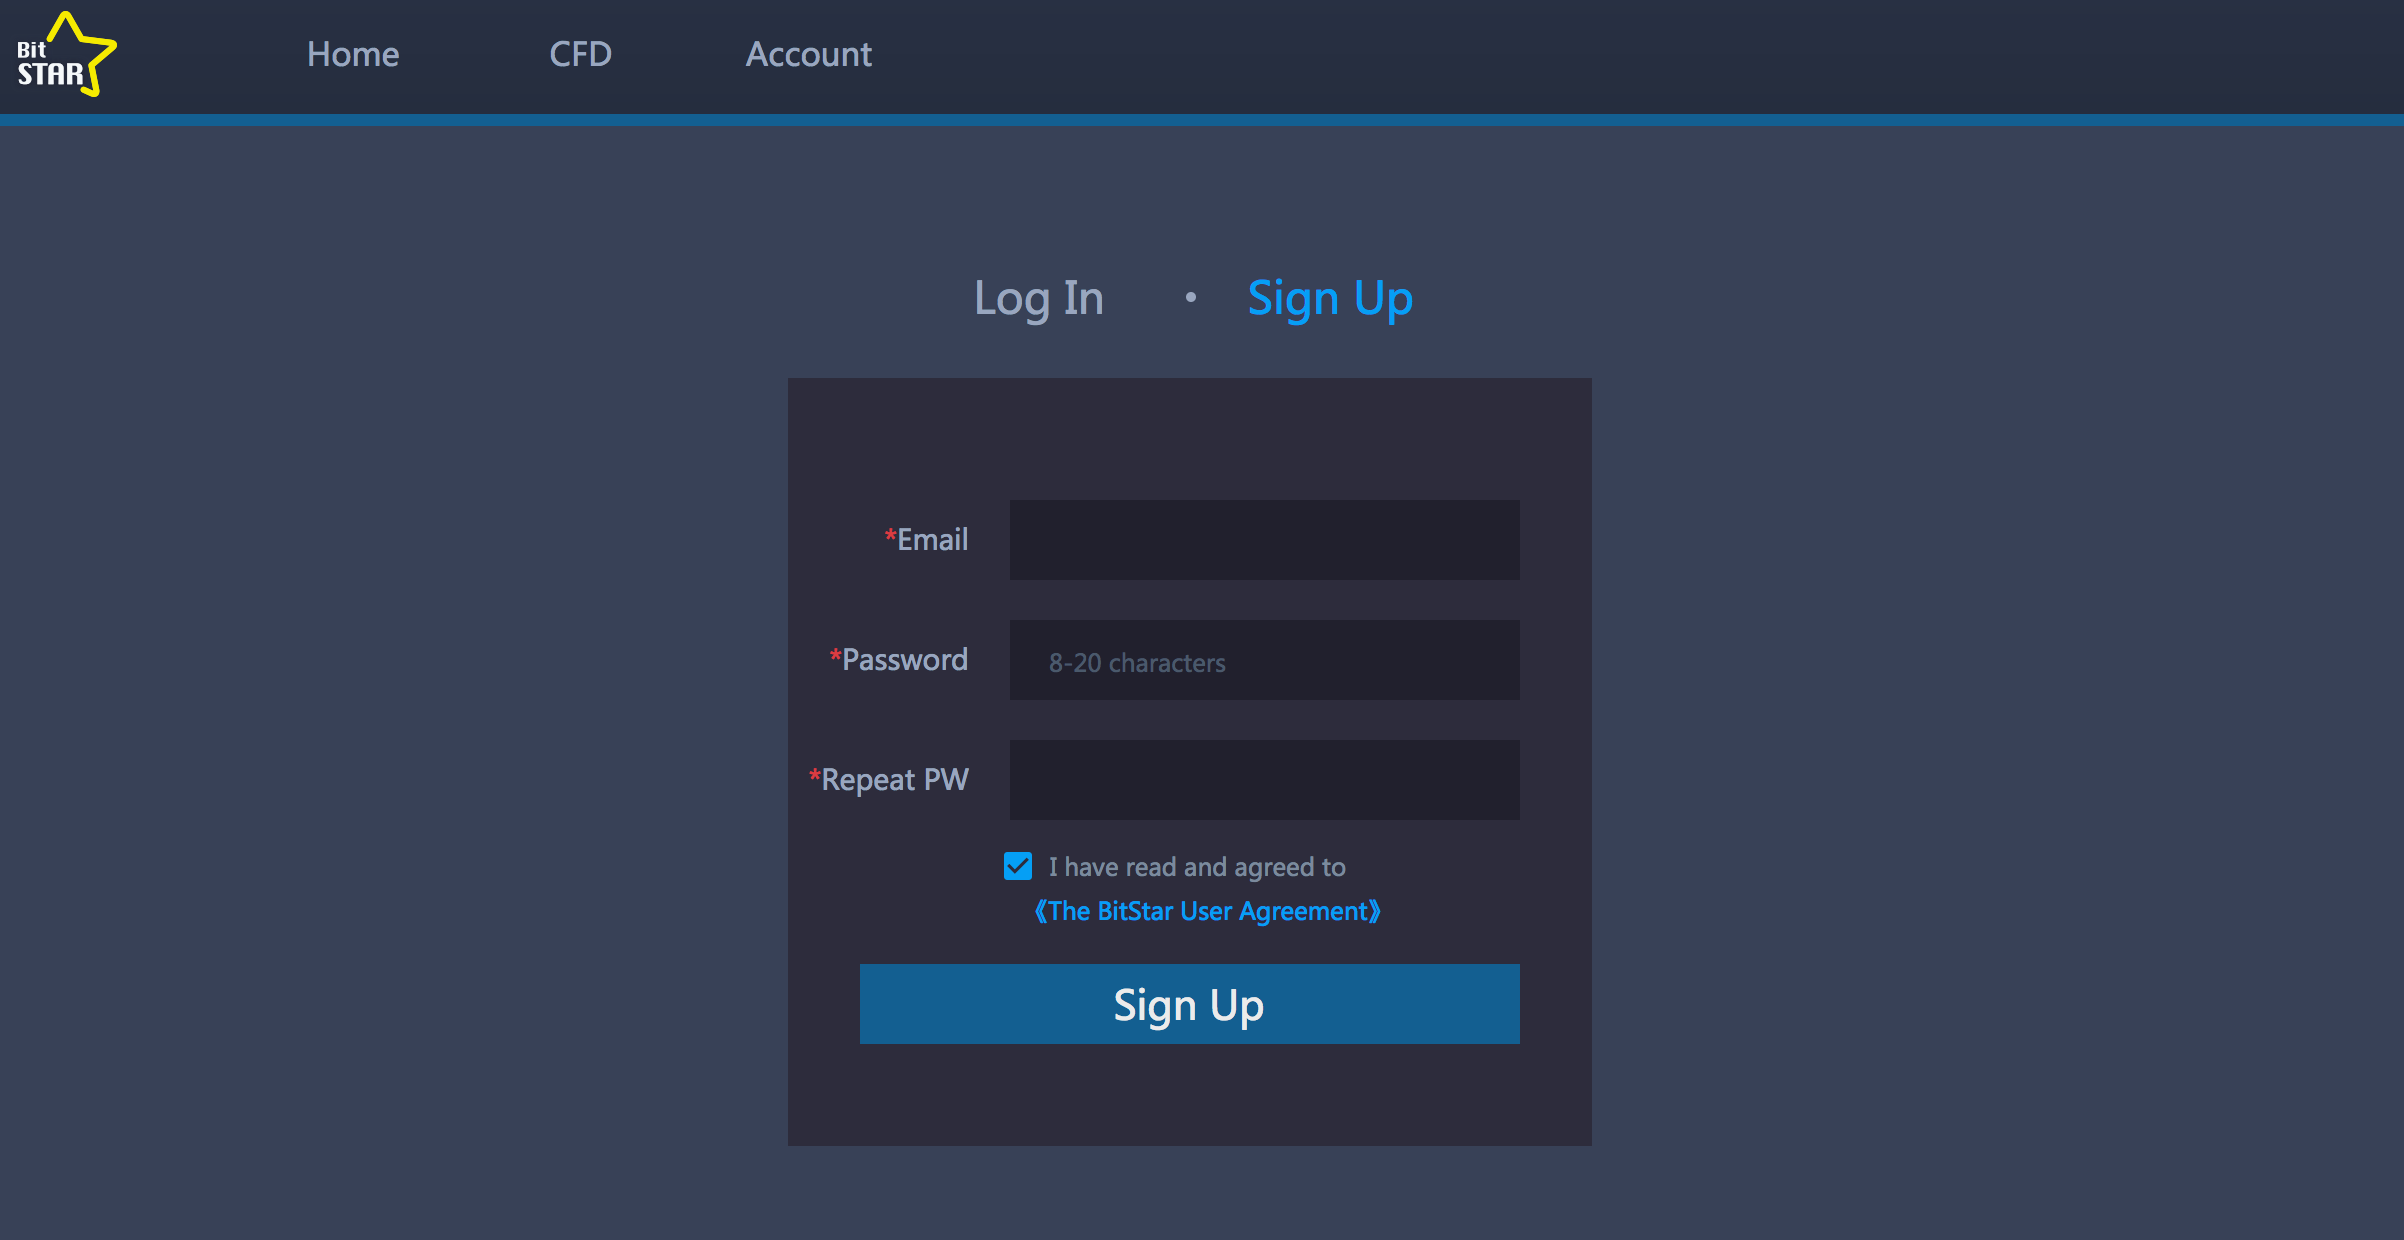 Bit
STAR
Home CFD Account
Log In • Sign Up
*Email
*Password 8-20 characters
*Repeat PW
I have read and agreed to
《The BitStar User Agreement》
Sign Up